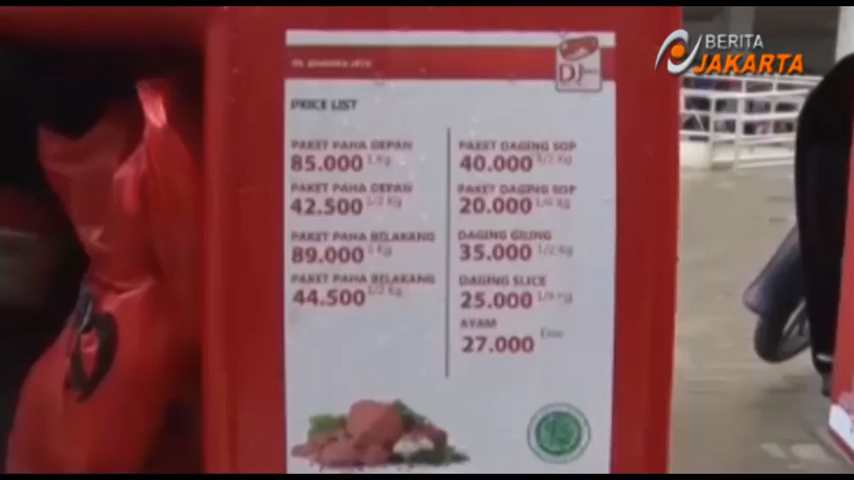 BERITA
JAKARTA
DJ
PRICE LIST
PAKET PAHA DEPAN
85.000 1 Kg
PAKET PAHA DEPAN
42.500 1/2 Kg
PAKET PAHA BELAKANG
89.000 1 Kg
PAKET PAHA BELAKANG
44.500 1/2 Kg
PAKET DAGING SOP
40.000 1/2 Kg
PAKET DAGING SOP
20.000 1/4 Kg
DAGING GILING
35.000 1/2 Kg
DAGING SLICE
25.000 1/4 Kg
AYAM
27.000